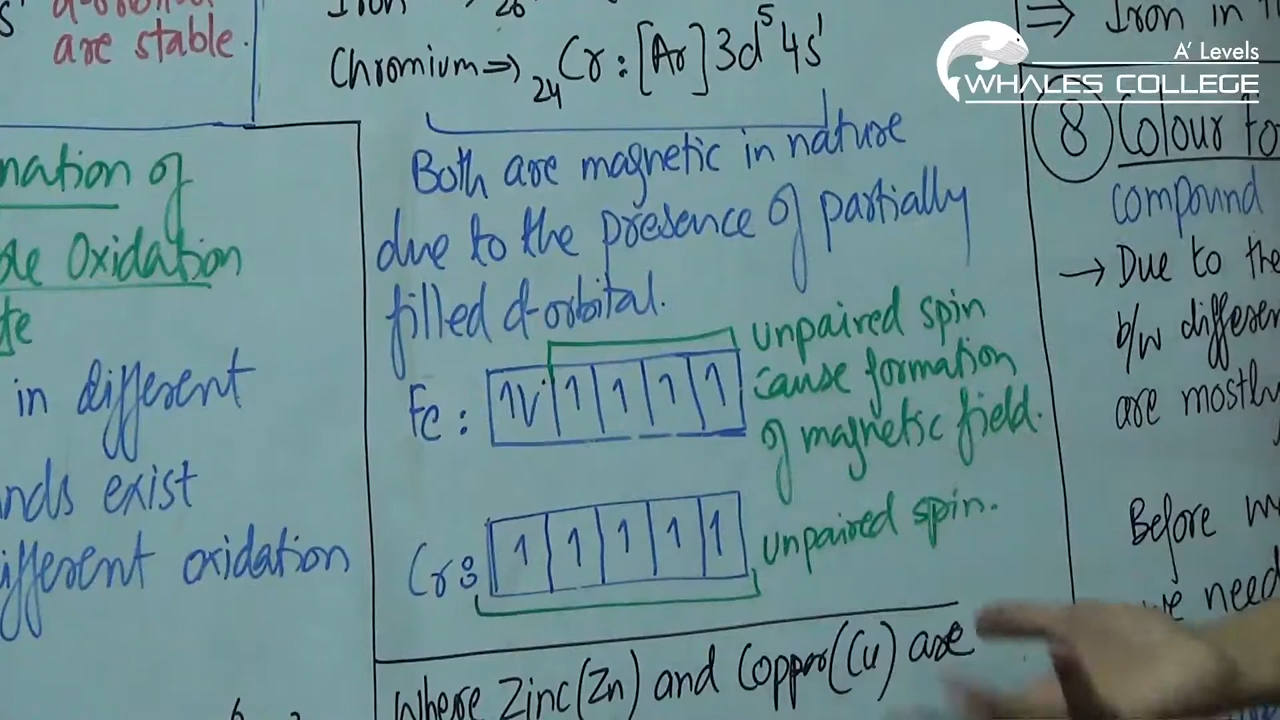 are stable.
26
Chromium ⇒ 24Cr : [Ar] 3d⁵ 4s¹
⇒ Iron in
A' Levels
WHALES COLLEGE
of
Oxidation
in different
exist
oxidation
Both are magnetic in nature
due to the presence of partially
filled d-orbital.
Fe : 1V 1 1 1 1
unpaired spin
cause formation
of magnetic field.
Cr : 1 1 1 1 1
unpaired spin.
Where Zinc(Zn) and Copper(Cu) are
8 Colour
compound
→ Due to the
b/w
are mostly
Before
we need